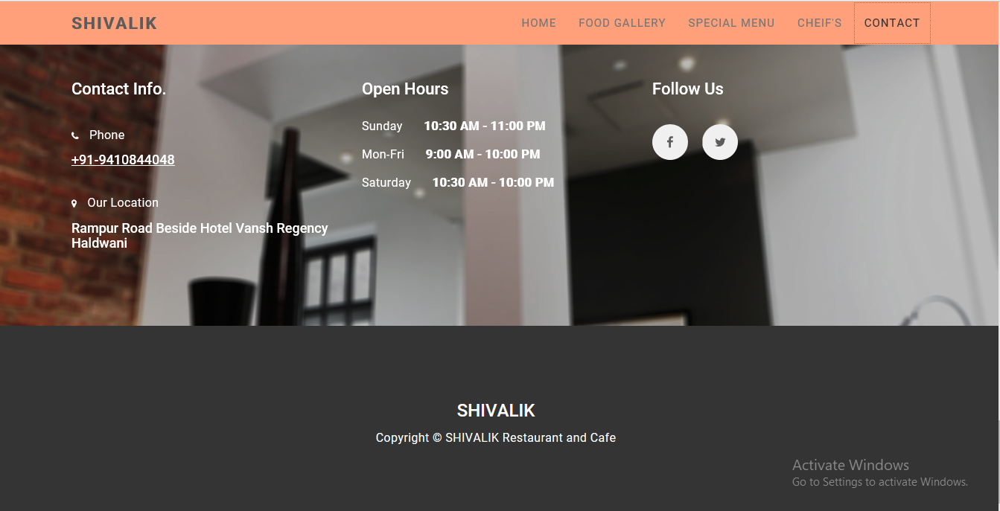 SHIVALIK
HOME FOOD GALLERY SPECIAL MENU CHEIF'S CONTACT
Contact Info.
Phone
+91-9410844048
Our Location
Rampur Road Beside Hotel Vansh Regency
Haldwani
Open Hours
Sunday 10:30 AM - 11:00 PM
Mon-Fri 9:00 AM - 10:00 PM
Saturday 10:30 AM - 10:00 PM
Follow Us
SHIVALIK
Copyright © SHIVALIK Restaurant and Cafe
Activate Windows
Go to Settings to activate Windows.